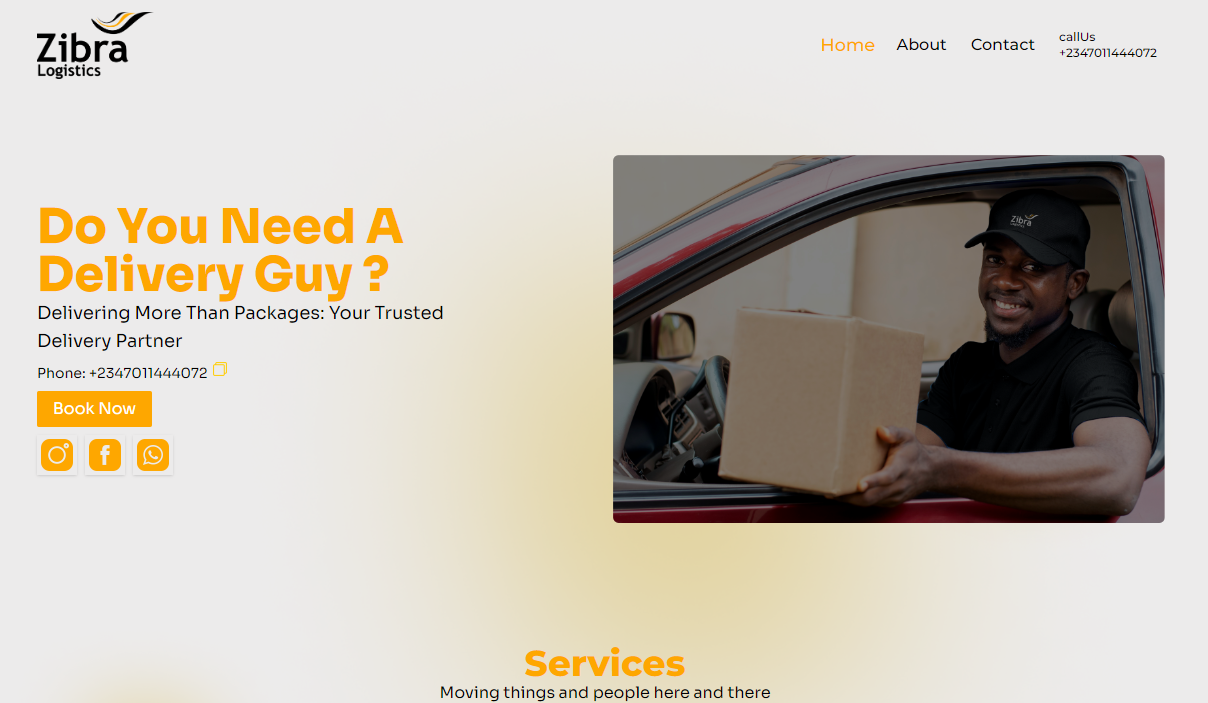 Zibra
Logistics
Home
About
Contact
callUs
+2347011444072
Do You Need A
Delivery Guy ?
Delivering More Than Packages: Your Trusted
Delivery Partner
Phone: +2347011444072
Book Now
Zibra
Logistics
Services
Moving things and people here and there